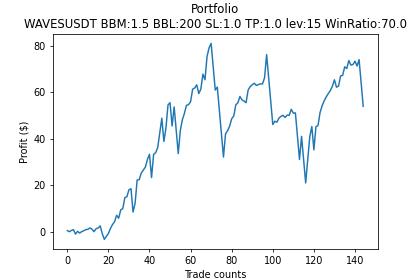 Portfolio
WAVESUSDT BBM:1.5 BBL:200 SL:1.0 TP:1.0 lev:15 WinRatio:70.0
80
60
40
20
0
Profit ($)
0 20 40 60 80 100 120 140
Trade counts